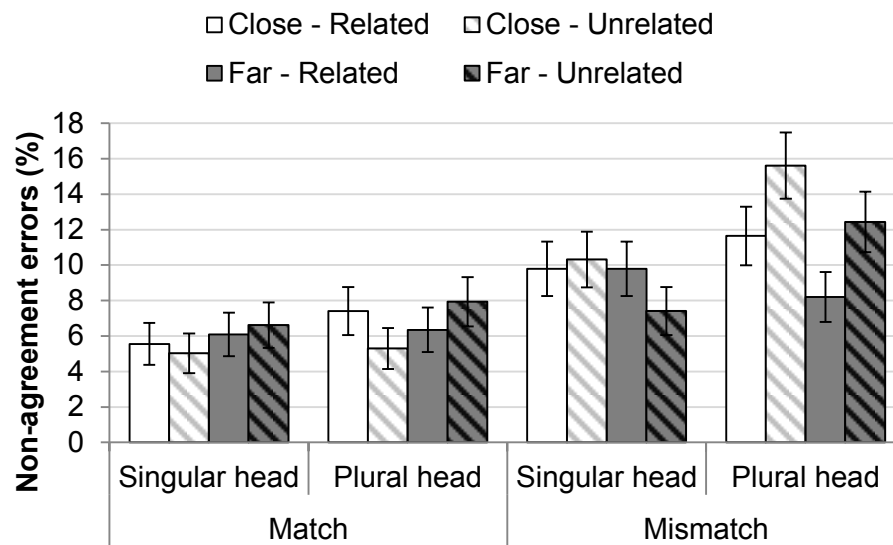 Close - Related Close - Unrelated
Far - Related Far - Unrelated
Non-agreement errors (%)
18
16
14
12
10
8
6
4
2
0
Singular head Plural head Singular head Plural head
Match Mismatch